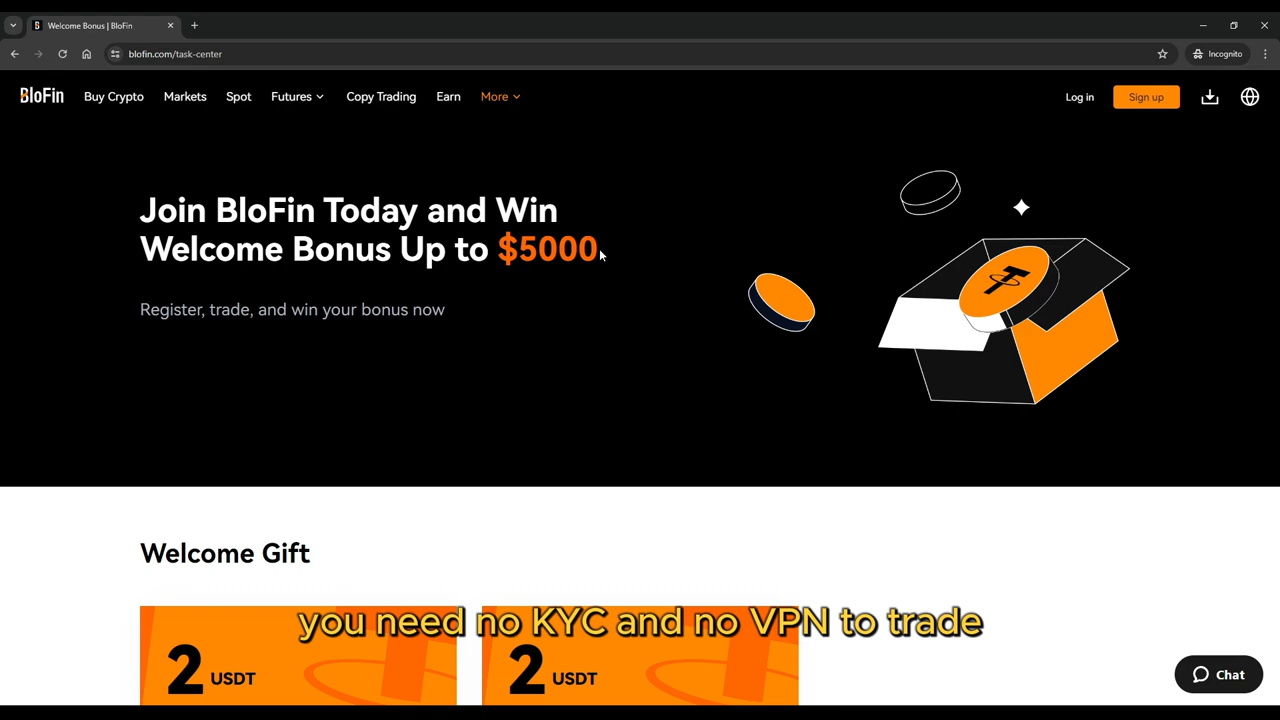 Welcome Bonus | BloFin
blofin.com/task-center
Incognito
BloFin
Buy Crypto
Markets
Spot
Futures
Copy Trading
Earn
More
Log in
Sign up
Join BloFin Today and Win
Welcome Bonus Up to $5000
Register, trade, and win your bonus now
Welcome Gift
you need no KYC and no VPN to trade
2 USDT
2 USDT
Chat